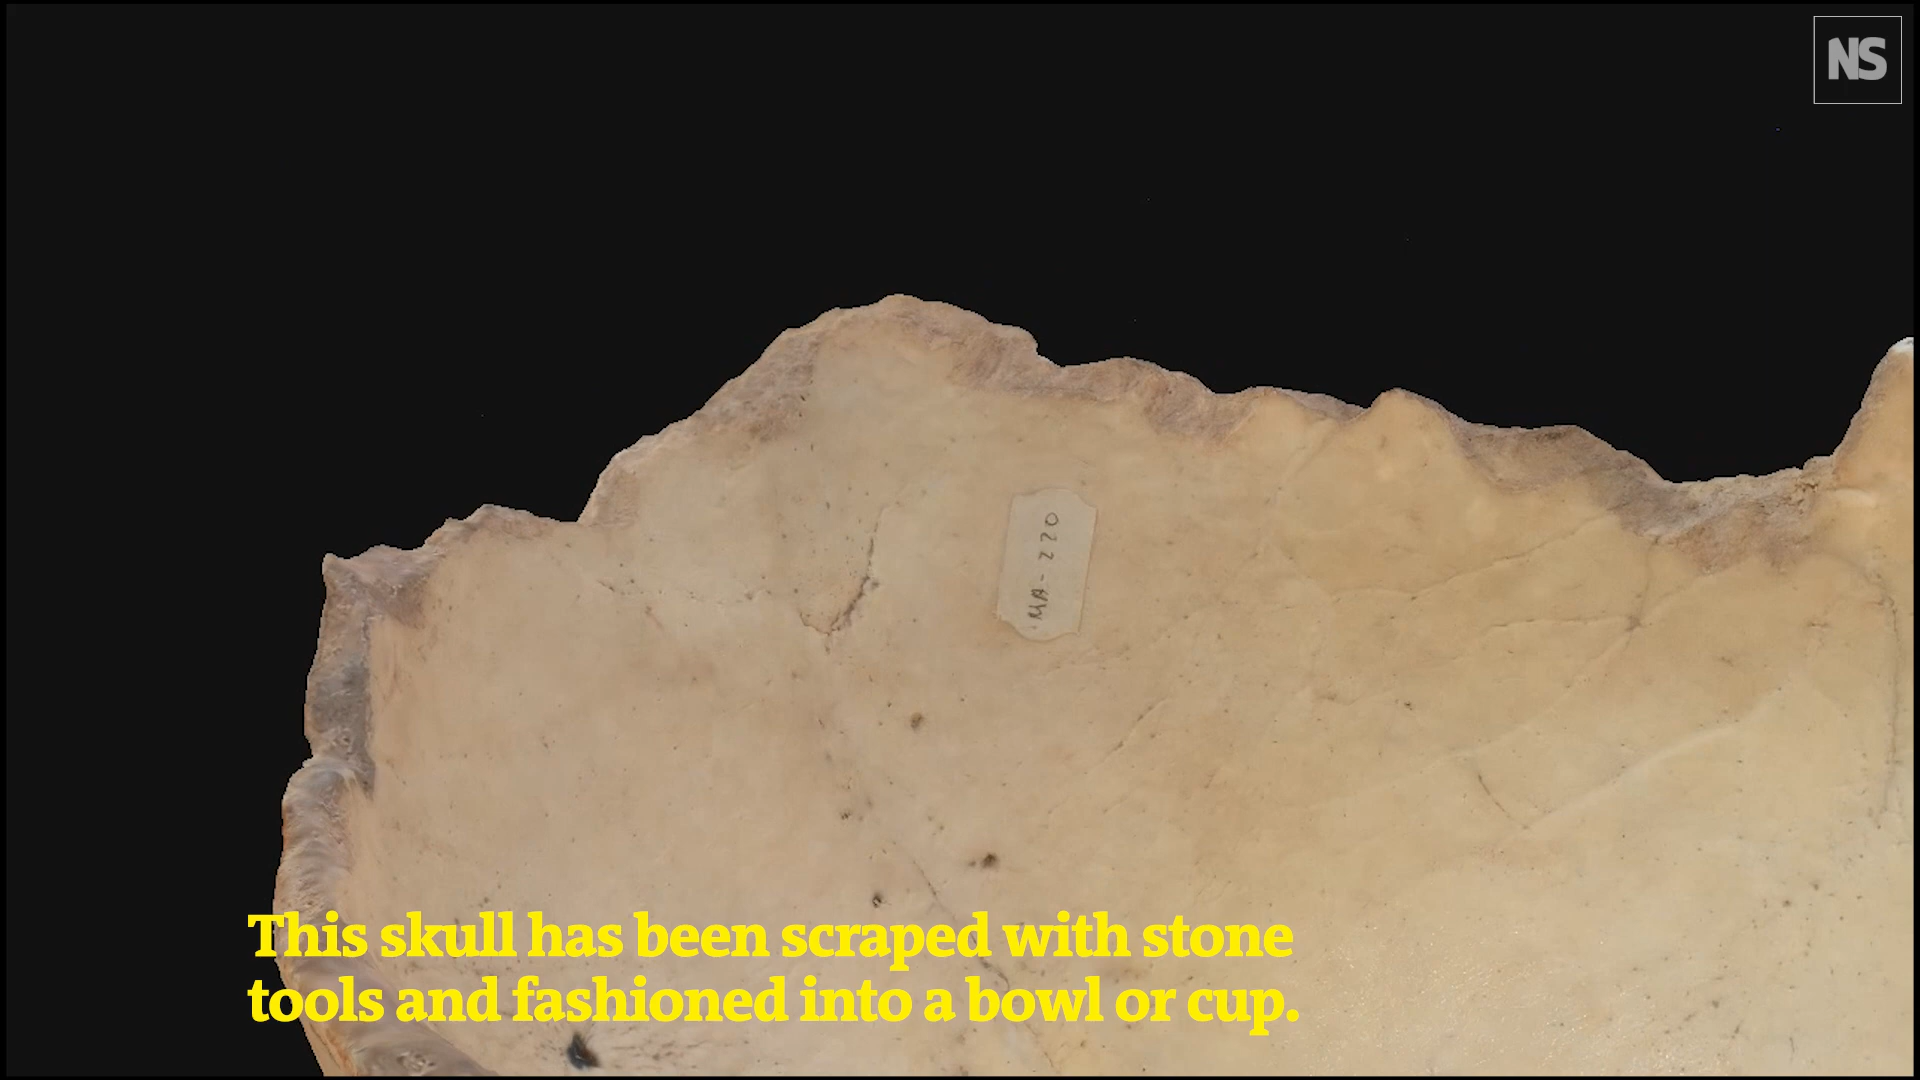 NS
MA-220
This skull has been scraped with stone
tools and fashioned into a bowl or cup.